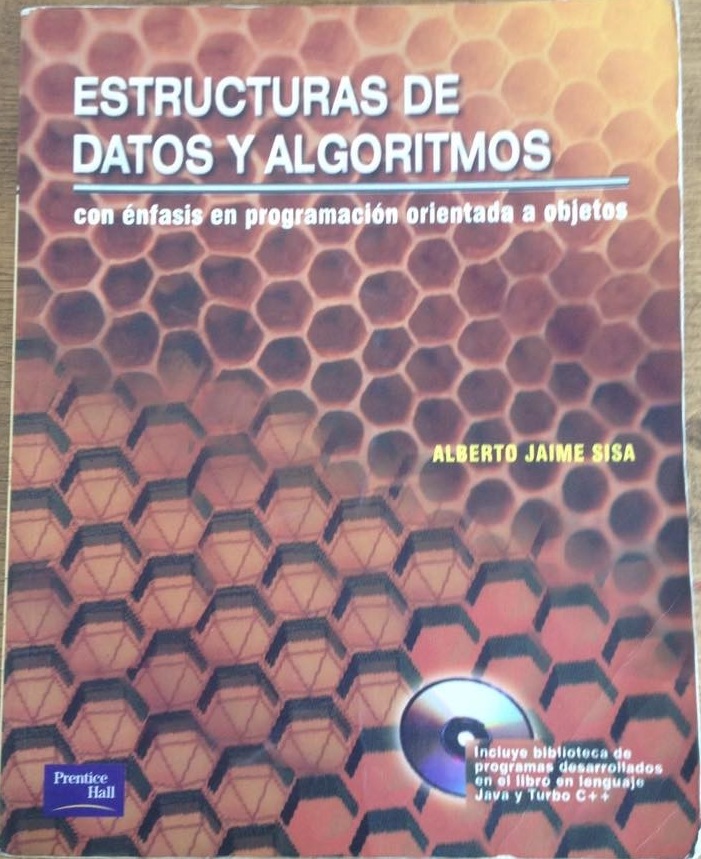 ESTRUCTURAS DE
DATOS Y ALGORITMOS
con énfasis en programación orientada a objetos
ALBERTO JAIME SISA
Incluye biblioteca de
programas desarrollados
en el libro en lenguaje
Java y Turbo C++
Prentice
Hall